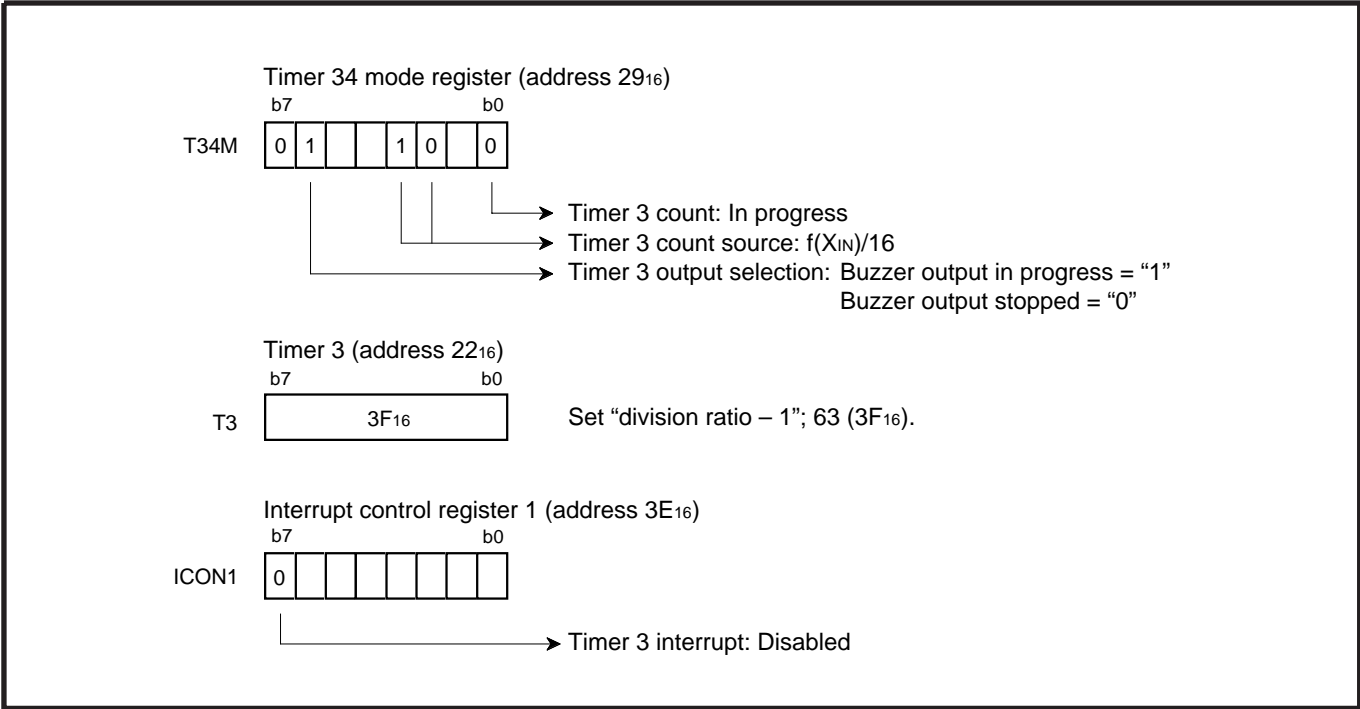 Timer 34 mode register (address 2916)
b7 b0
T34M 0 1 1 0 0
Timer 3 count: In progress
Timer 3 count source: f(XIN)/16
Timer 3 output selection: Buzzer output in progress = “1”
Buzzer output stopped = “0”
Timer 3 (address 2216)
b7 b0
T3 3F16 Set “division ratio – 1”; 63 (3F16).
Interrupt control register 1 (address 3E16)
b7 b0
ICON1 0
Timer 3 interrupt: Disabled